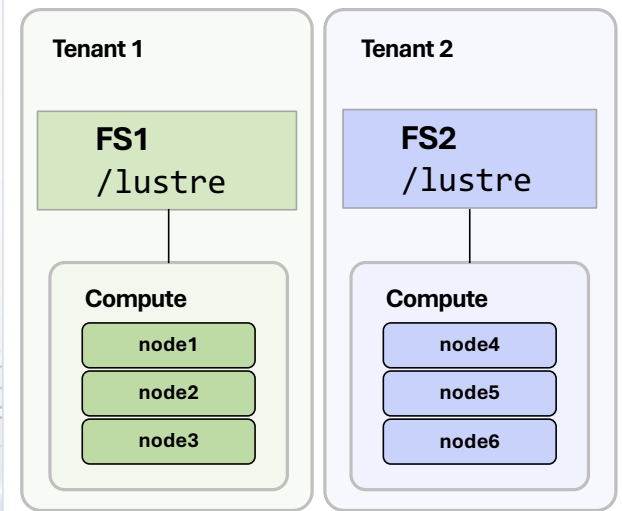 Tenant 1
FS1
/lustre
Compute
node1
node2
node3
Tenant 2
FS2
/lustre
Compute
node4
node5
node6